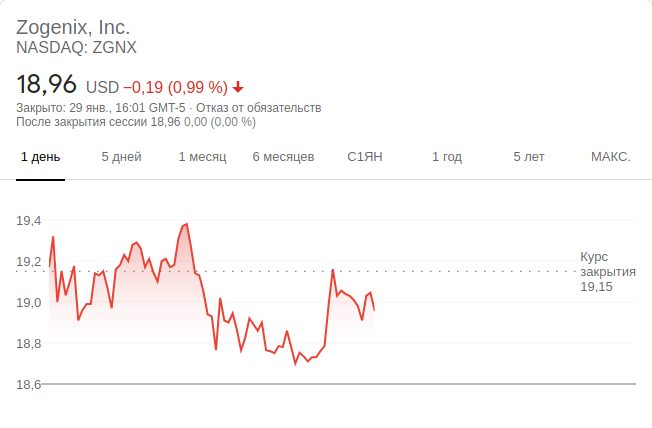 Zogenix, Inc.
NASDAQ: ZGNX
18,96 USD −0,19 (0,99 %)
Закрыто: 29 янв., 16:01 GMT-5 · Отказ от обязательств
После закрытия сессии 18,96 0,00 (0,00 %)
1 день 5 дней 1 месяц 6 месяцев С1ЯН 1 год 5 лет МАКС.
19,4
19,2
19,0
18,8
18,6
Курс
закрытия
19,15